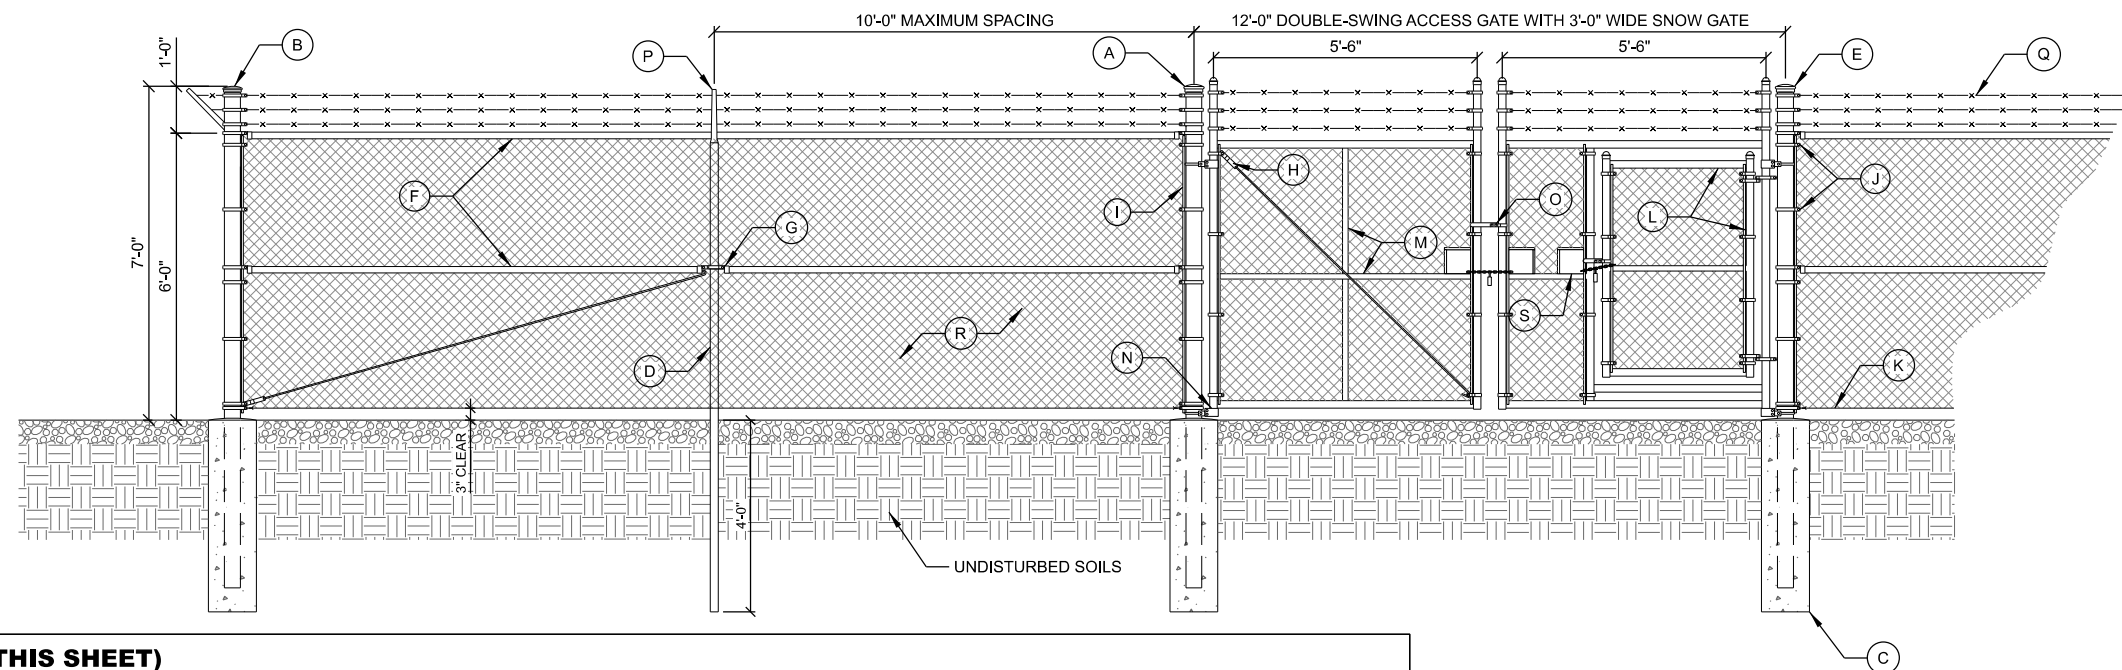 10'-0" MAXIMUM SPACING
12'-0" DOUBLE-SWING ACCESS GATE WITH 3'-0" WIDE SNOW GATE
5'-6"
5'-6"
1'-0"
B
P
A
E
Q
7'-0"
6'-0"
F
G
I
H
M
O
L
J
S
R
D
N
K
3" CLEAR
4'-0"
UNDISTURBED SOILS
C
THIS SHEET)